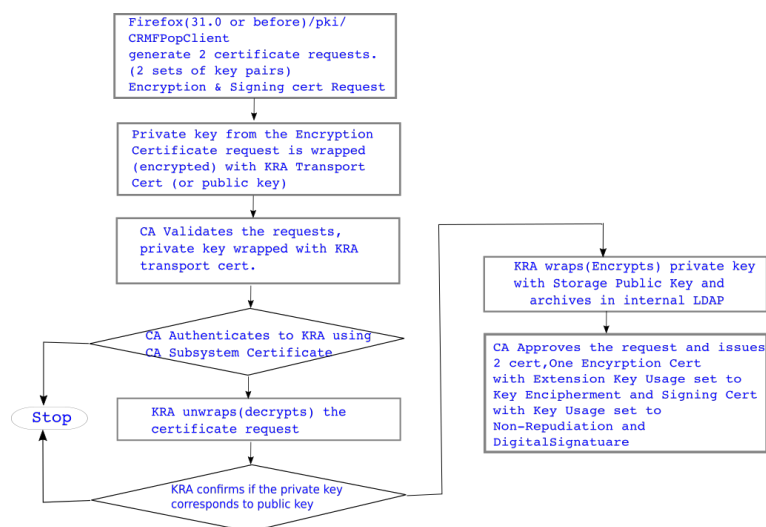 Firefox(31.0 or before)/pki/
CRMFPopClient
generate 2 certificate requests.
(2 sets of key pairs)
Encryption & Signing cert Request
Private key from the Encryption
Certificate request is wrapped
(encrypted) with KRA Transport
Cert (or public key)
CA Validates the requests,
private key wrapped with KRA
transport cert.
CA Authenticates to KRA using
CA Subsystem Certificate
Stop
KRA unwraps(decrypts) the
certificate request
KRA confirms if the private key
corresponds to public key
KRA wraps(Encrypts) private key
with Storage Public Key and
archives in internal LDAP
CA Approves the request and issues
2 cert,One Encyrption Cert
with Extension Key Usage set to
Key Encipherment and Signing Cert
with Key Usage set to
Non-Repudiation and
DigitalSignatuare